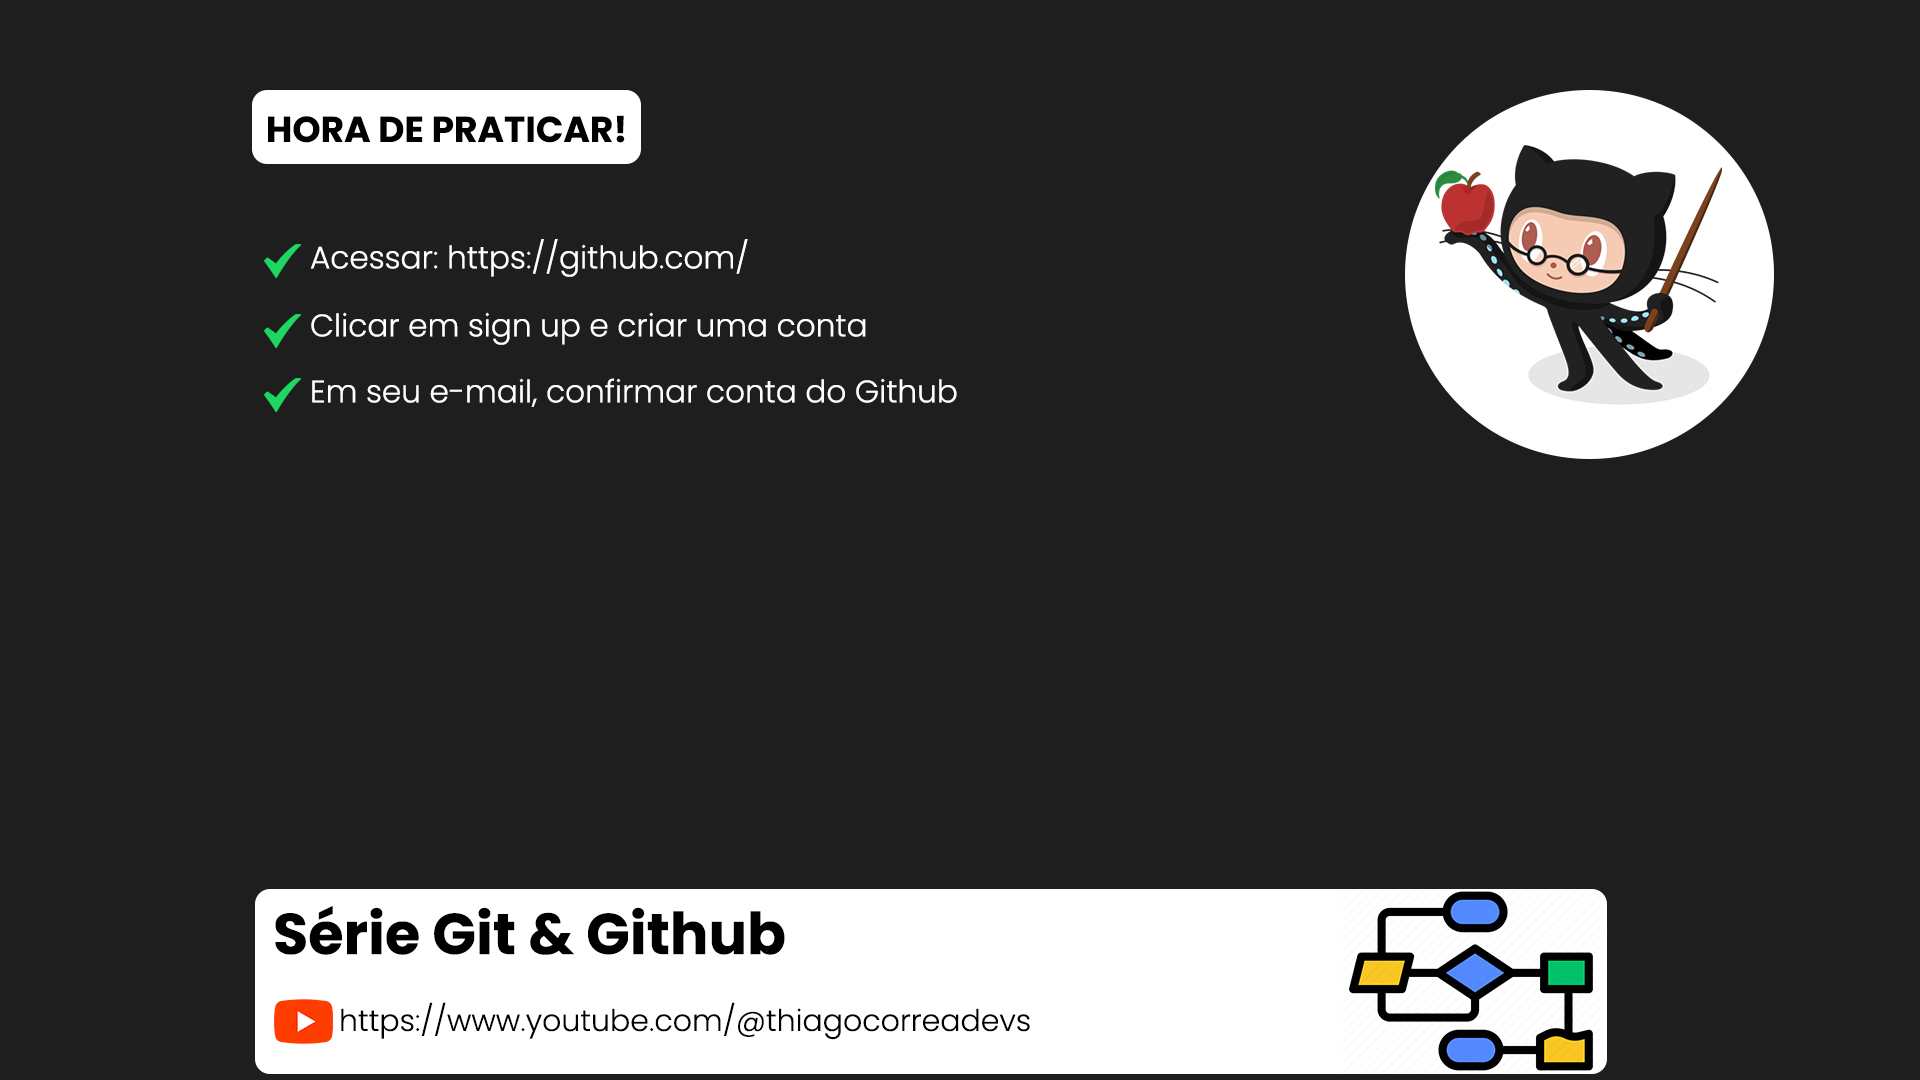 HORA DE PRATICAR!
Acessar: https://github.com/
Clicar em sign up e criar uma conta
Em seu e-mail, confirmar conta do Github
Série Git & Github
https://www.youtube.com/@thiagocorreadevs